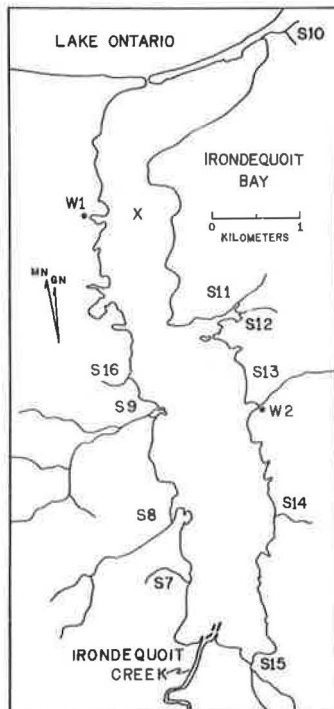 LAKE ONTARIO
S10
IRONDEQUOIT
BAY
W1
X
0 1
KILOMETERS
MN
GN
S11
S12
S16
S13
S9
W2
S8
S14
S7
IRONDEQUOIT
CREEK
S15